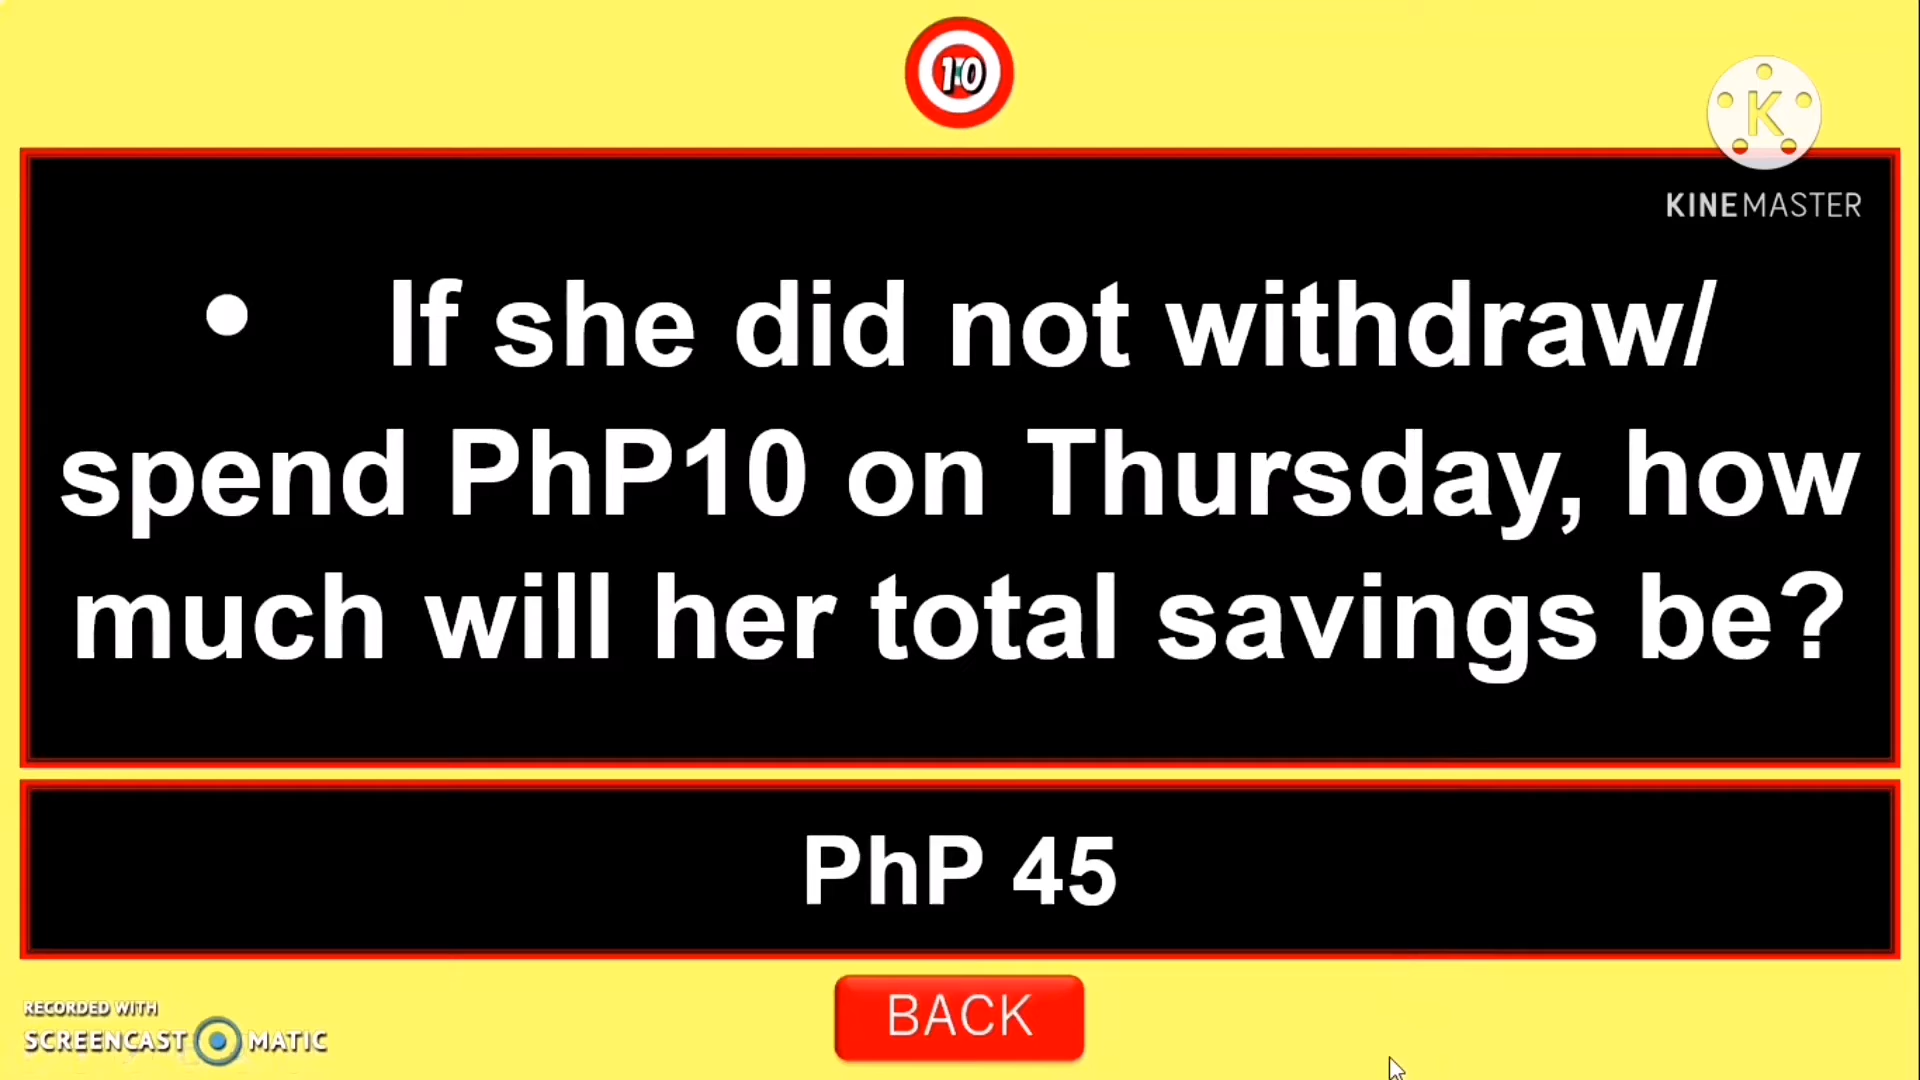 10
K
KINEMASTER
• If she did not withdraw/
spend PhP10 on Thursday, how
much will her total savings be?
PhP 45
BACK
RECORDED WITH
SCREENCAST MATIC